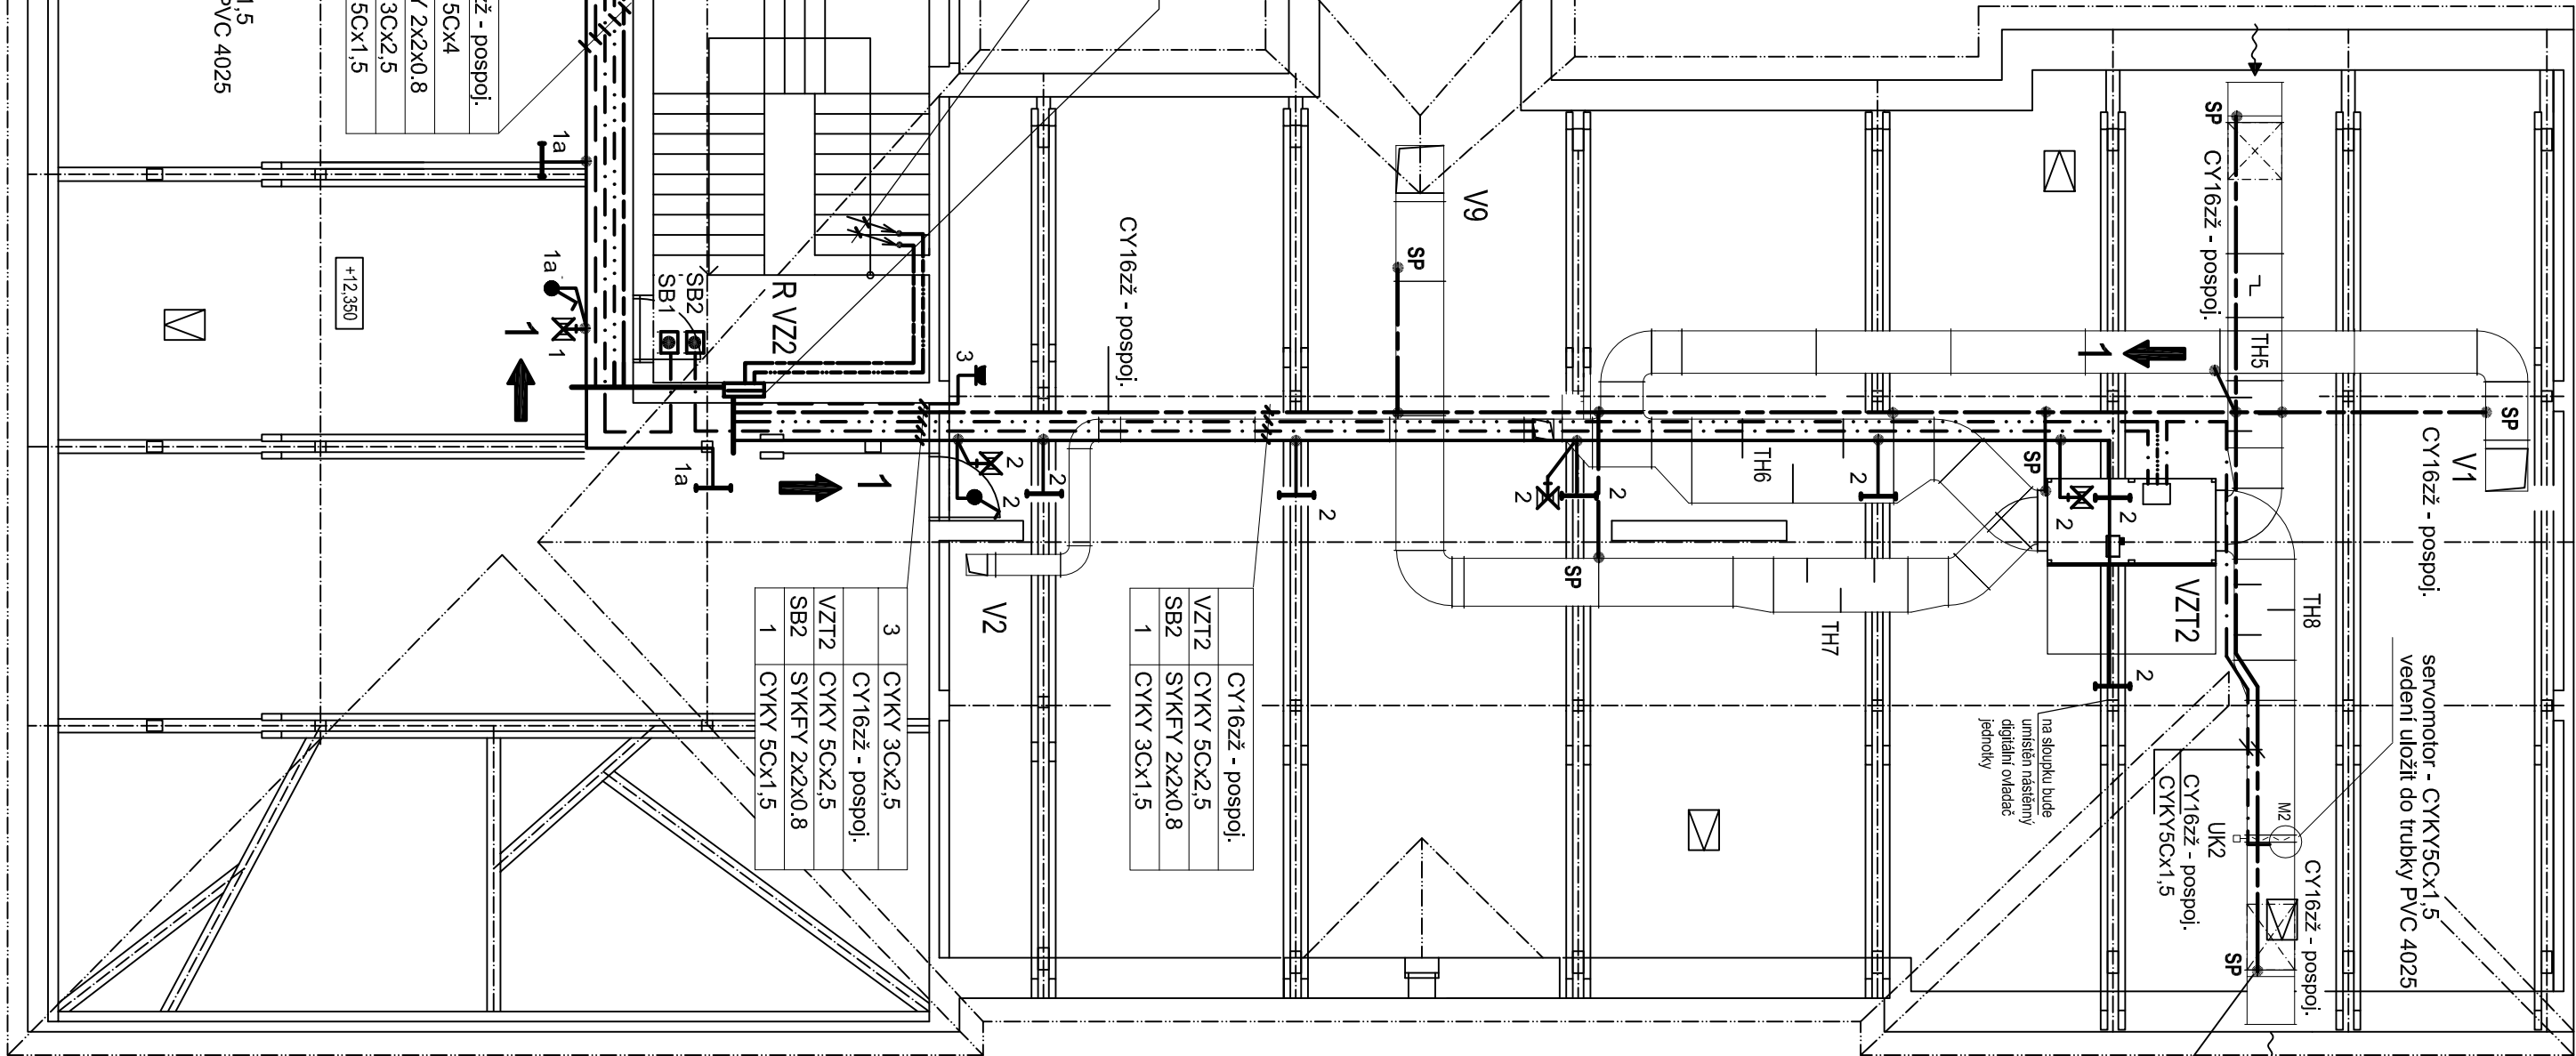 1,5
PVC 4025
zž - pospoj.
5Cx4
Y 2x2x0.8
3Cx2,5
5Cx1,5
1a
1a
1
1
+12,350
SB1
SB2
R VZ2
3
1a
1
CY16zž - pospoj.
V9
SP
SP
CY16zž - pospoj.
TH5
1
SP
V1
CY16zž - pospoj.
2
2
2
2
2
2
TH6
2
SP
2
2
SP
V2
VZT2
TH7
TH8
2
3 CYKY 3Cx2,5
CY16zž - pospoj.
VZT2 CYKY 5Cx2,5
SB2 SYKFY 2x2x0.8
1 CYKY 5Cx1,5
CY16zž - pospoj.
VZT2 CYKY 5Cx2,5
SB2 SYKFY 2x2x0.8
1 CYKY 3Cx1,5
na sloupku bude
umístěn nástěnný
digitální ovladač
jednotky
servomotor - CYKY5Cx1,5
vedení uložit do trubky PVC 4025
M2
UK2
CY16zž - pospoj.
CYKY5Cx1,5
CY16zž - pospoj.
SP